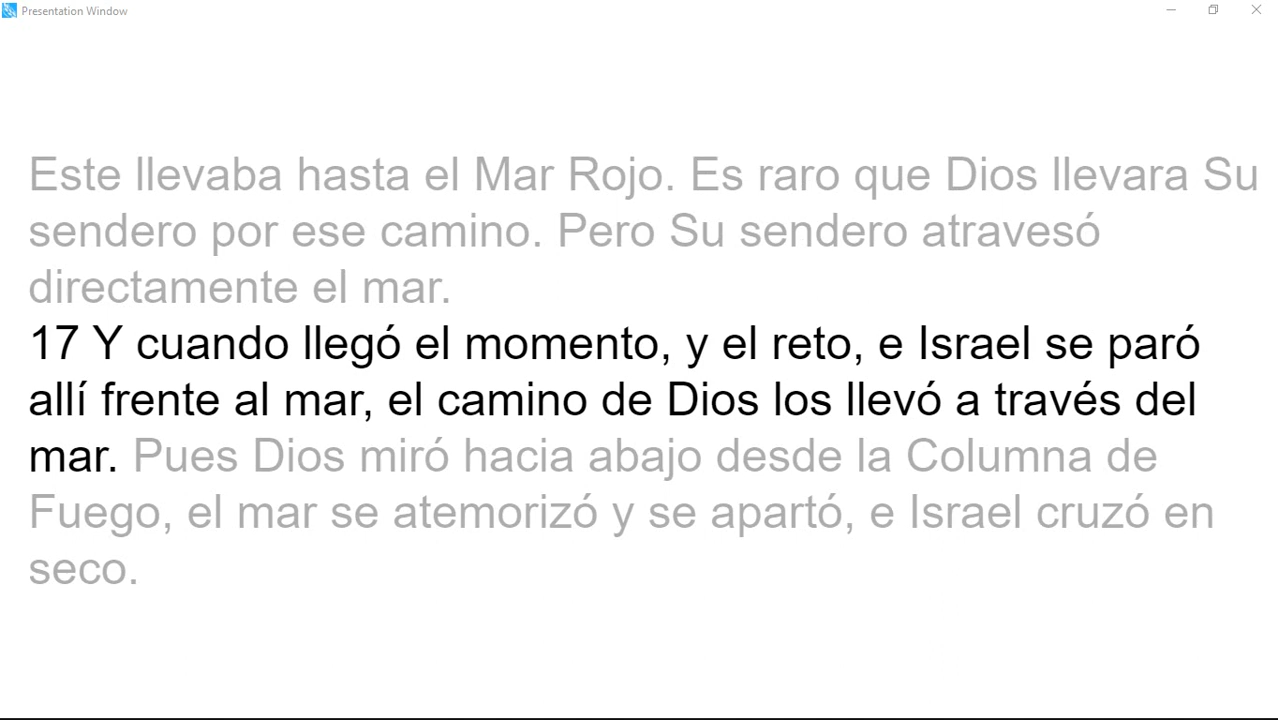 Presentation Window
Este llevaba hasta el Mar Rojo. Es raro que Dios llevara Su
sendero por ese camino. Pero Su sendero atravesó
directamente el mar.
17 Y cuando llegó el momento, y el reto, e Israel se paró
allí frente al mar, el camino de Dios los llevó a través del
mar. Pues Dios miró hacia abajo desde la Columna de
Fuego, el mar se atemorizó y se apartó, e Israel cruzó en
seco.